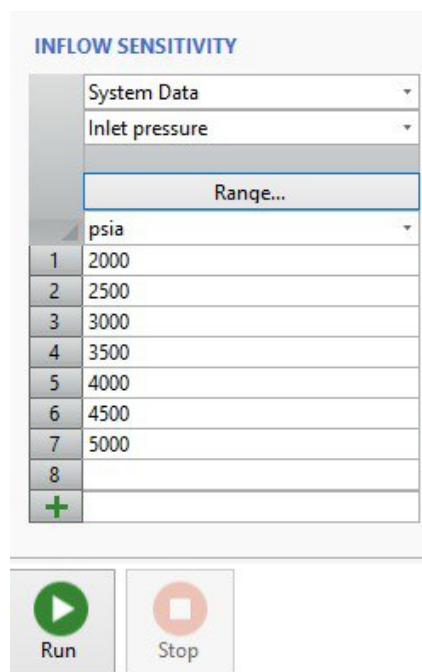 INFLOW SENSITIVITY
System Data
Inlet pressure
Range...
psia
1 2000
2 2500
3 3000
4 3500
5 4000
6 4500
7 5000
8
Run Stop